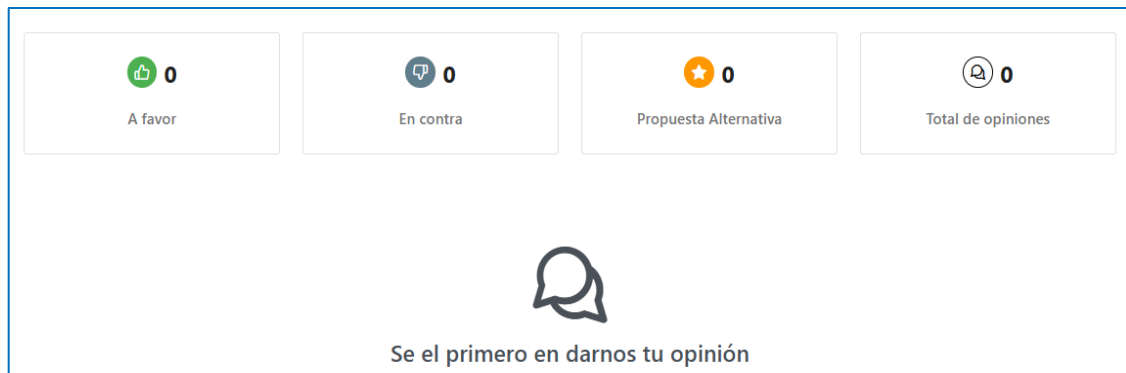 0 0 0 0
A favor En contra Propuesta Alternativa Total de opiniones
Se el primero en darnos tu opinión